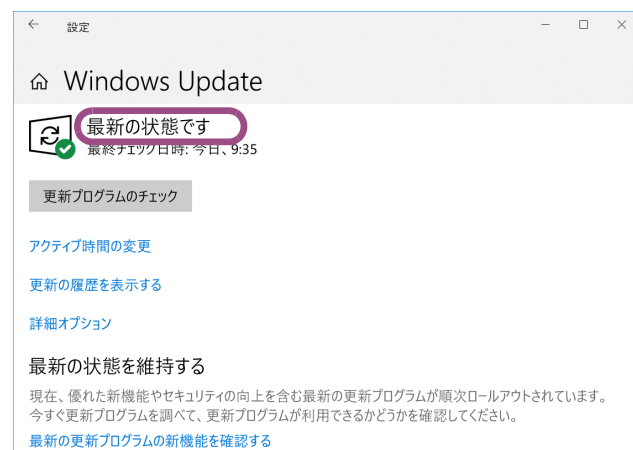 設定
Windows Update
最新の状態です
最終チェック日時: 今日、9:35
更新プログラムのチェック
アクティブ時間の変更
更新の履歴を表示する
詳細オプション
最新の状態を維持する
現在、優れた新機能やセキュリティの向上を含む最新の更新プログラムが順次ロールアウトされています。
今すぐ更新プログラムを調べて、更新プログラムが利用できるかどうかを確認してください。
最新の更新プログラムの新機能を確認する